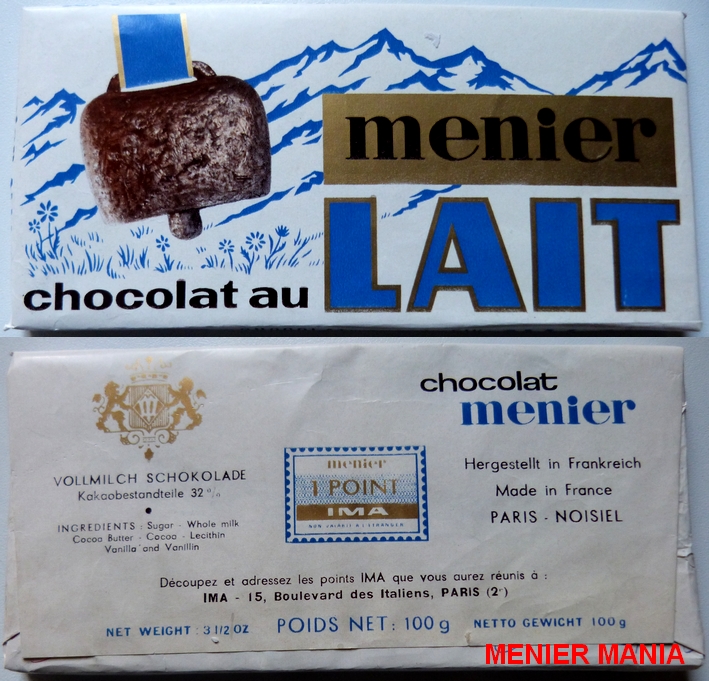 menier
LAIT
chocolat au
chocolat
menier
VOLLMILCH SCHOKOLADE
Kakaobestandteile 32 %
INGREDIENTS : Sugar - Whole milk
Cocoa Butter - Cocoa - Lecithin
Vanilla and Vanillin
menier
1 POINT
IMA
NON VALABLE A L'ETRANGER
Hergestellt in Frankreich
Made in France
PARIS - NOISIEL
Découpez et adressez les points IMA que vous aurez réunis à :
IMA - 15, Boulevard des Italiens, PARIS (2e)
NET WEIGHT : 3 1/2 OZ
POIDS NET : 100 g
NETTO GEWICHT 100 g
MENIER MANIA